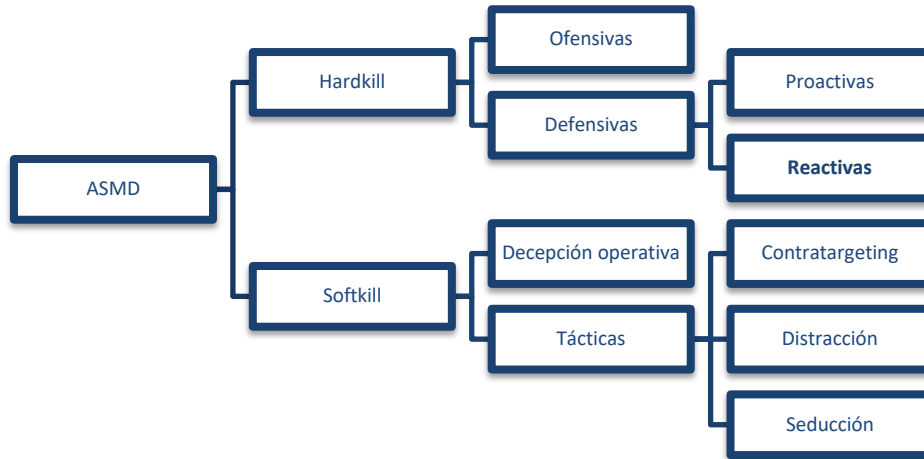 ASMD
Hardkill
Ofensivas
Defensivas
Proactivas
Reactivas
Softkill
Decepción operativa
Tácticas
Contratargeting
Distracción
Seducción